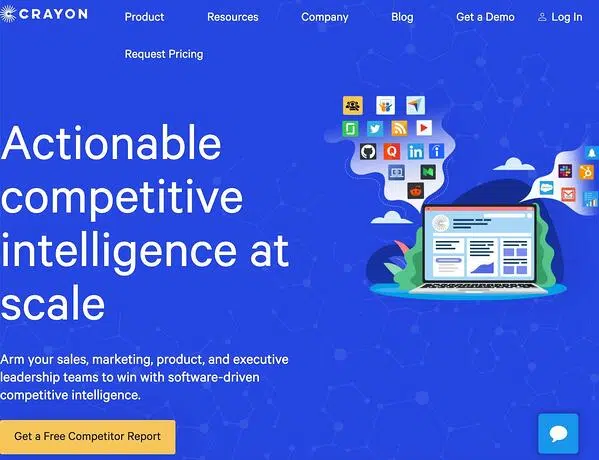 CRAYON
Product
Resources
Company
Blog
Get a Demo
Log In
Request Pricing
Actionable
competitive
intelligence at
scale
Arm your sales, marketing, product, and executive
leadership teams to win with software-driven
competitive intelligence.
Get a Free Competitor Report